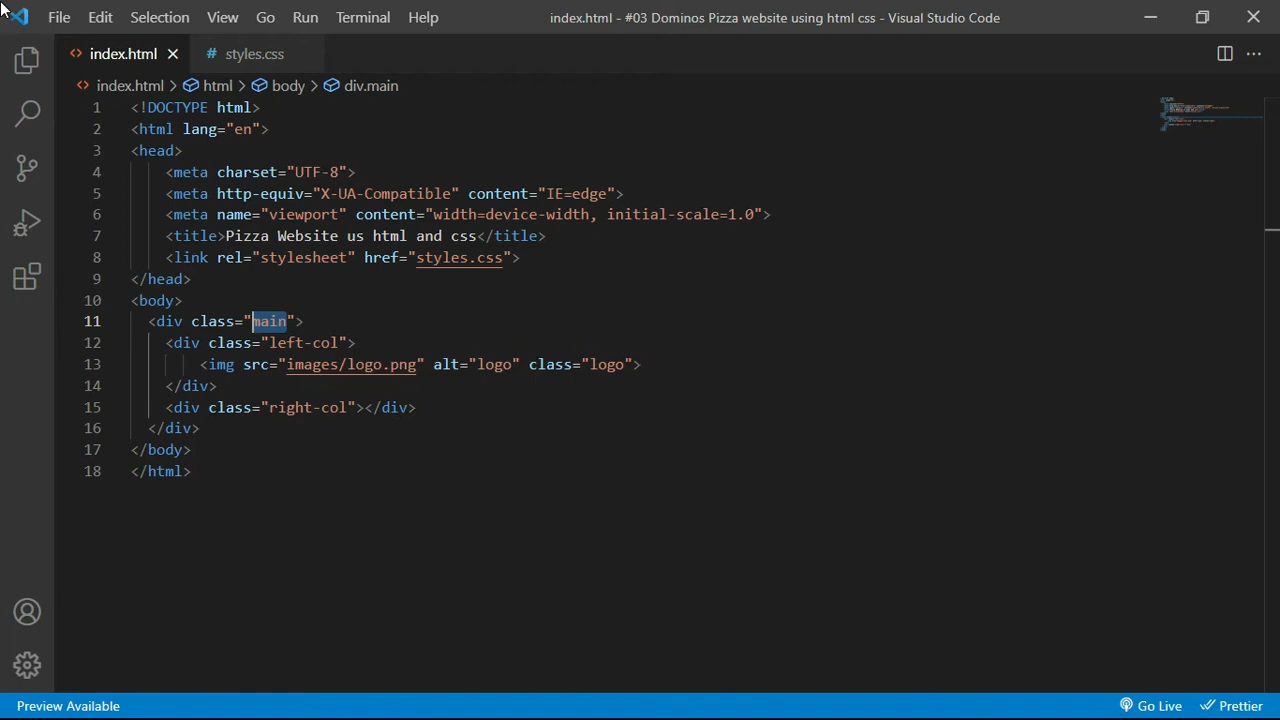 File Edit Selection View Go Run Terminal Help index.html - #03 Dominos Pizza website using html css - Visual Studio Code
index.html # styles.css
index.html > html > body > div.main
1 <!DOCTYPE html>
2 <html lang="en">
3 <head>
4 <meta charset="UTF-8">
5 <meta http-equiv="X-UA-Compatible" content="IE=edge">
6 <meta name="viewport" content="width=device-width, initial-scale=1.0">
7 <title>Pizza Website us html and css</title>
8 <link rel="stylesheet" href="styles.css">
9 </head>
10 <body>
11 <div class="main">
12 <div class="left-col">
13 <img src="images/logo.png" alt="logo" class="logo">
14 </div>
15 <div class="right-col"></div>
16 </div>
17 </body>
18 </html>
Preview Available Go Live Prettier